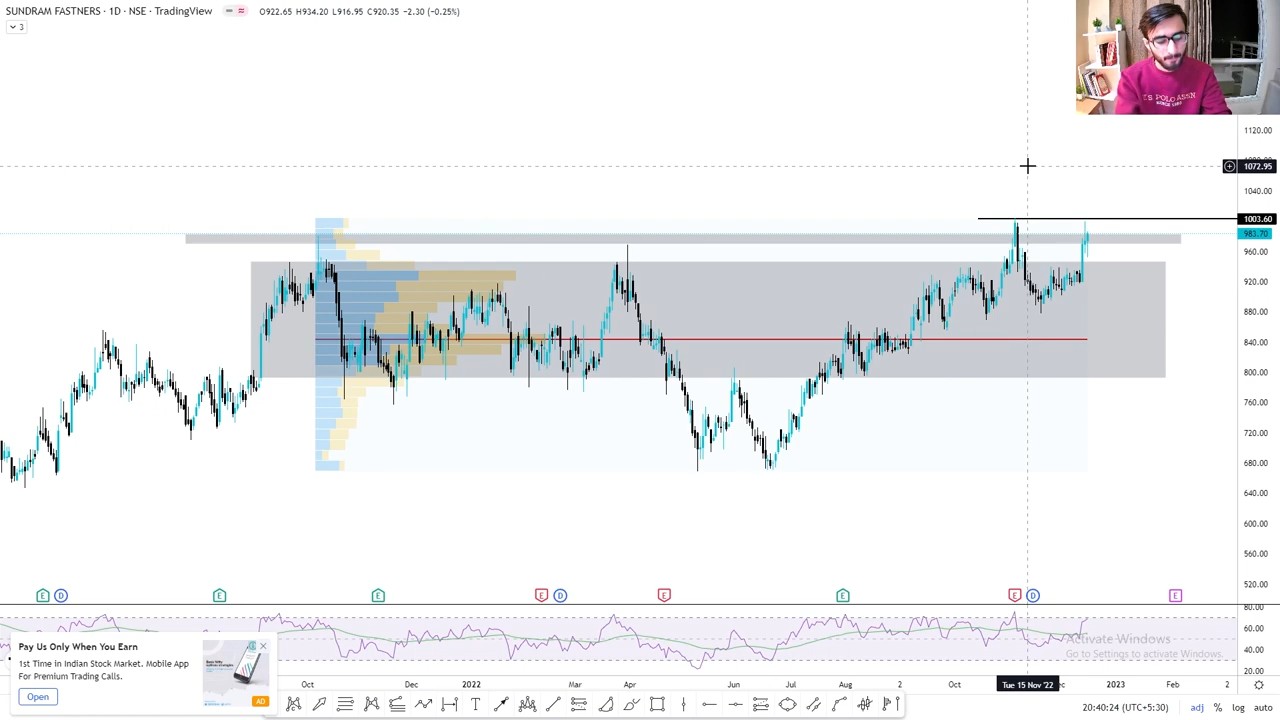 SUNDRAM FASTNERS · 1D · NSE · TradingView
O922.65 H934.20 L916.95 C920.35 −2.30 (−0.25%)
3
U.S. POLO ASSN
SINCE 1890
1120.00
1072.95
1040.00
1003.60
983.70
960.00
920.00
880.00
840.00
800.00
760.00
720.00
680.00
640.00
600.00
560.00
520.00
E D E E E D E E E D E
80.00
60.00
40.00
20.00
Activate Windows
Go to Settings to activate Windows.
Pay Us Only When You Earn
1st Time in Indian Stock Market. Mobile App
For Premium Trading Calls.
Open
AD
Oct Dec 2022 Mar Apr Jun Jul Aug Oct Tue 15 Nov '22 2023 Feb 2
20:40:24 (UTC+5:30) adj % log auto